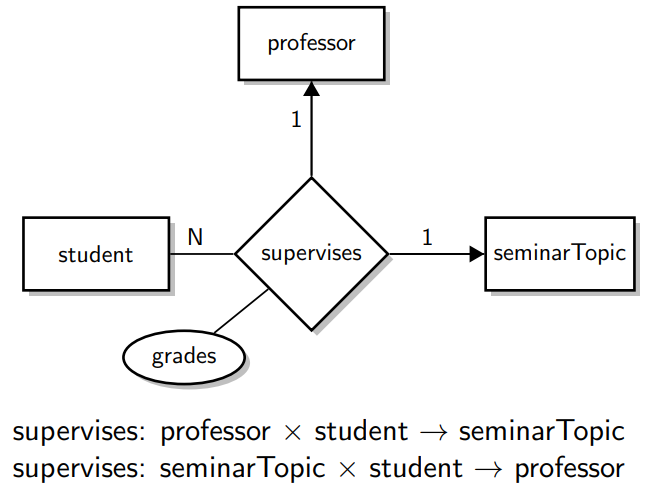 professor
1
student
N
supervises
1
seminarTopic
grades
supervises: professor × student → seminarTopic
supervises: seminarTopic × student → professor